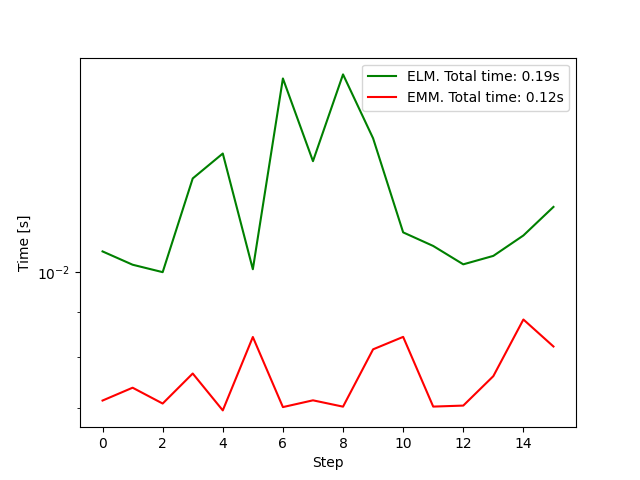 ELM. Total time: 0.19s
EMM. Total time: 0.12s
Time [s]
10⁻²
0 2 4 6 8 10 12 14
Step